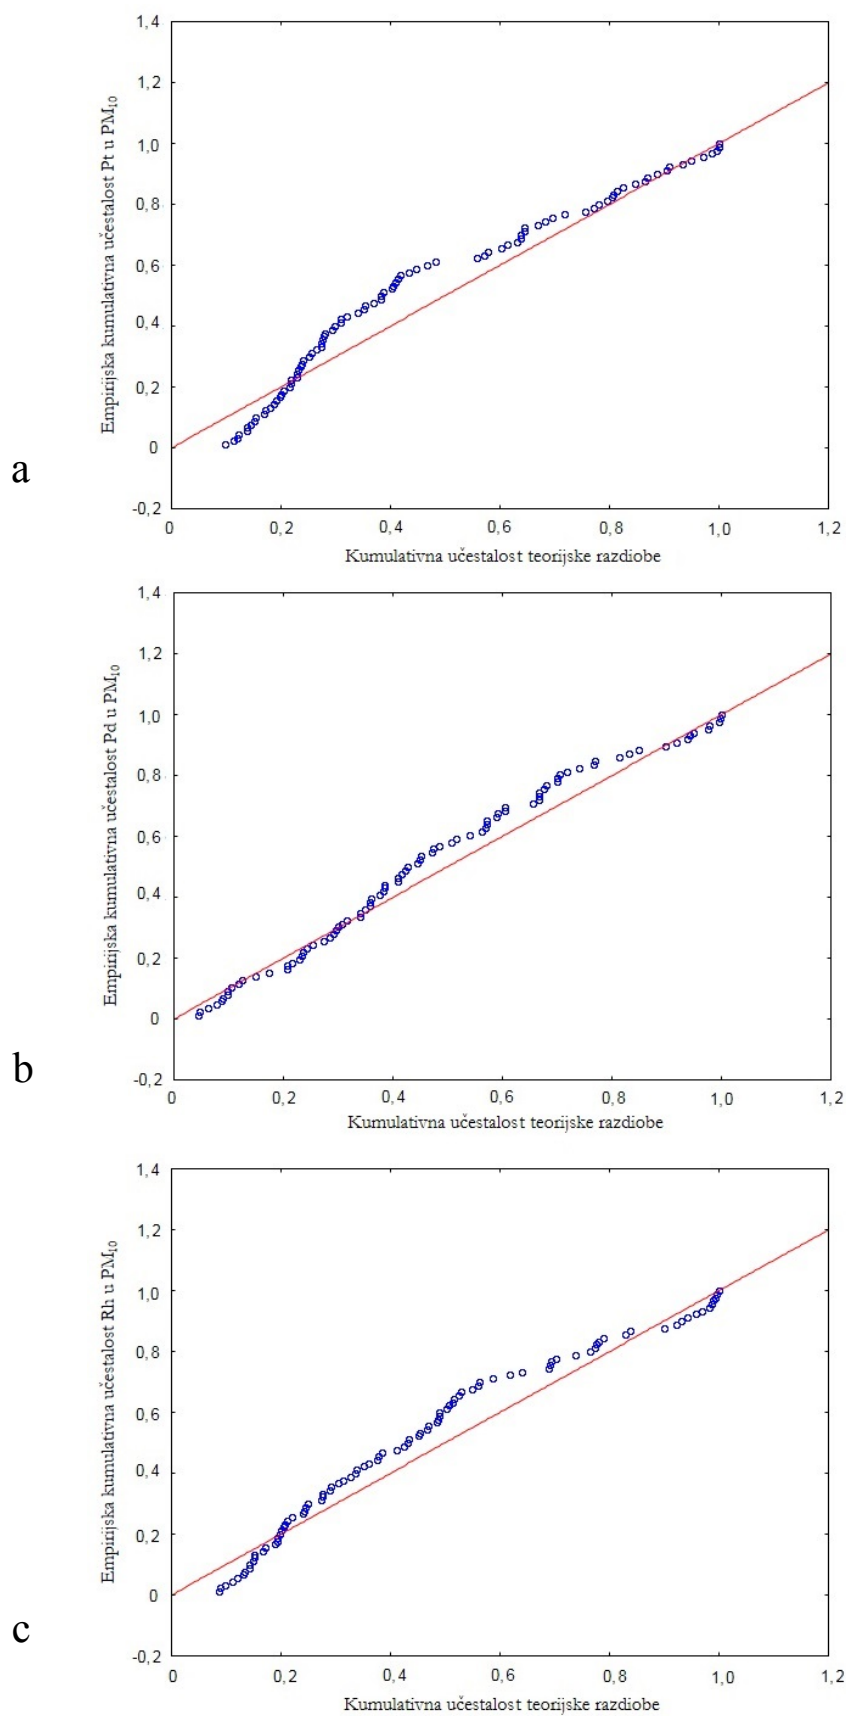 1,4
1,2
1,0
0,8
0,6
0,4
0,2
0
-0,2
Empirijska kumulativna učestalost Pt u PM10
0 0,2 0,4 0,6 0,8 1,0 1,2
Kumulativna učestalost teorijske razdiobe
a
1,4
1,2
1,0
0,8
0,6
0,4
0,2
0
-0,2
Empirijska kumulativna učestalost Pd u PM10
0 0,2 0,4 0,6 0,8 1,0 1,2
Kumulativna učestalost teorijske razdiobe
b
1,4
1,2
1,0
0,8
0,6
0,4
0,2
0
-0,2
Empirijska kumulativna učestalost Rh u PM10
0 0,2 0,4 0,6 0,8 1,0 1,2
Kumulativna učestalost teorijske razdiobe
c